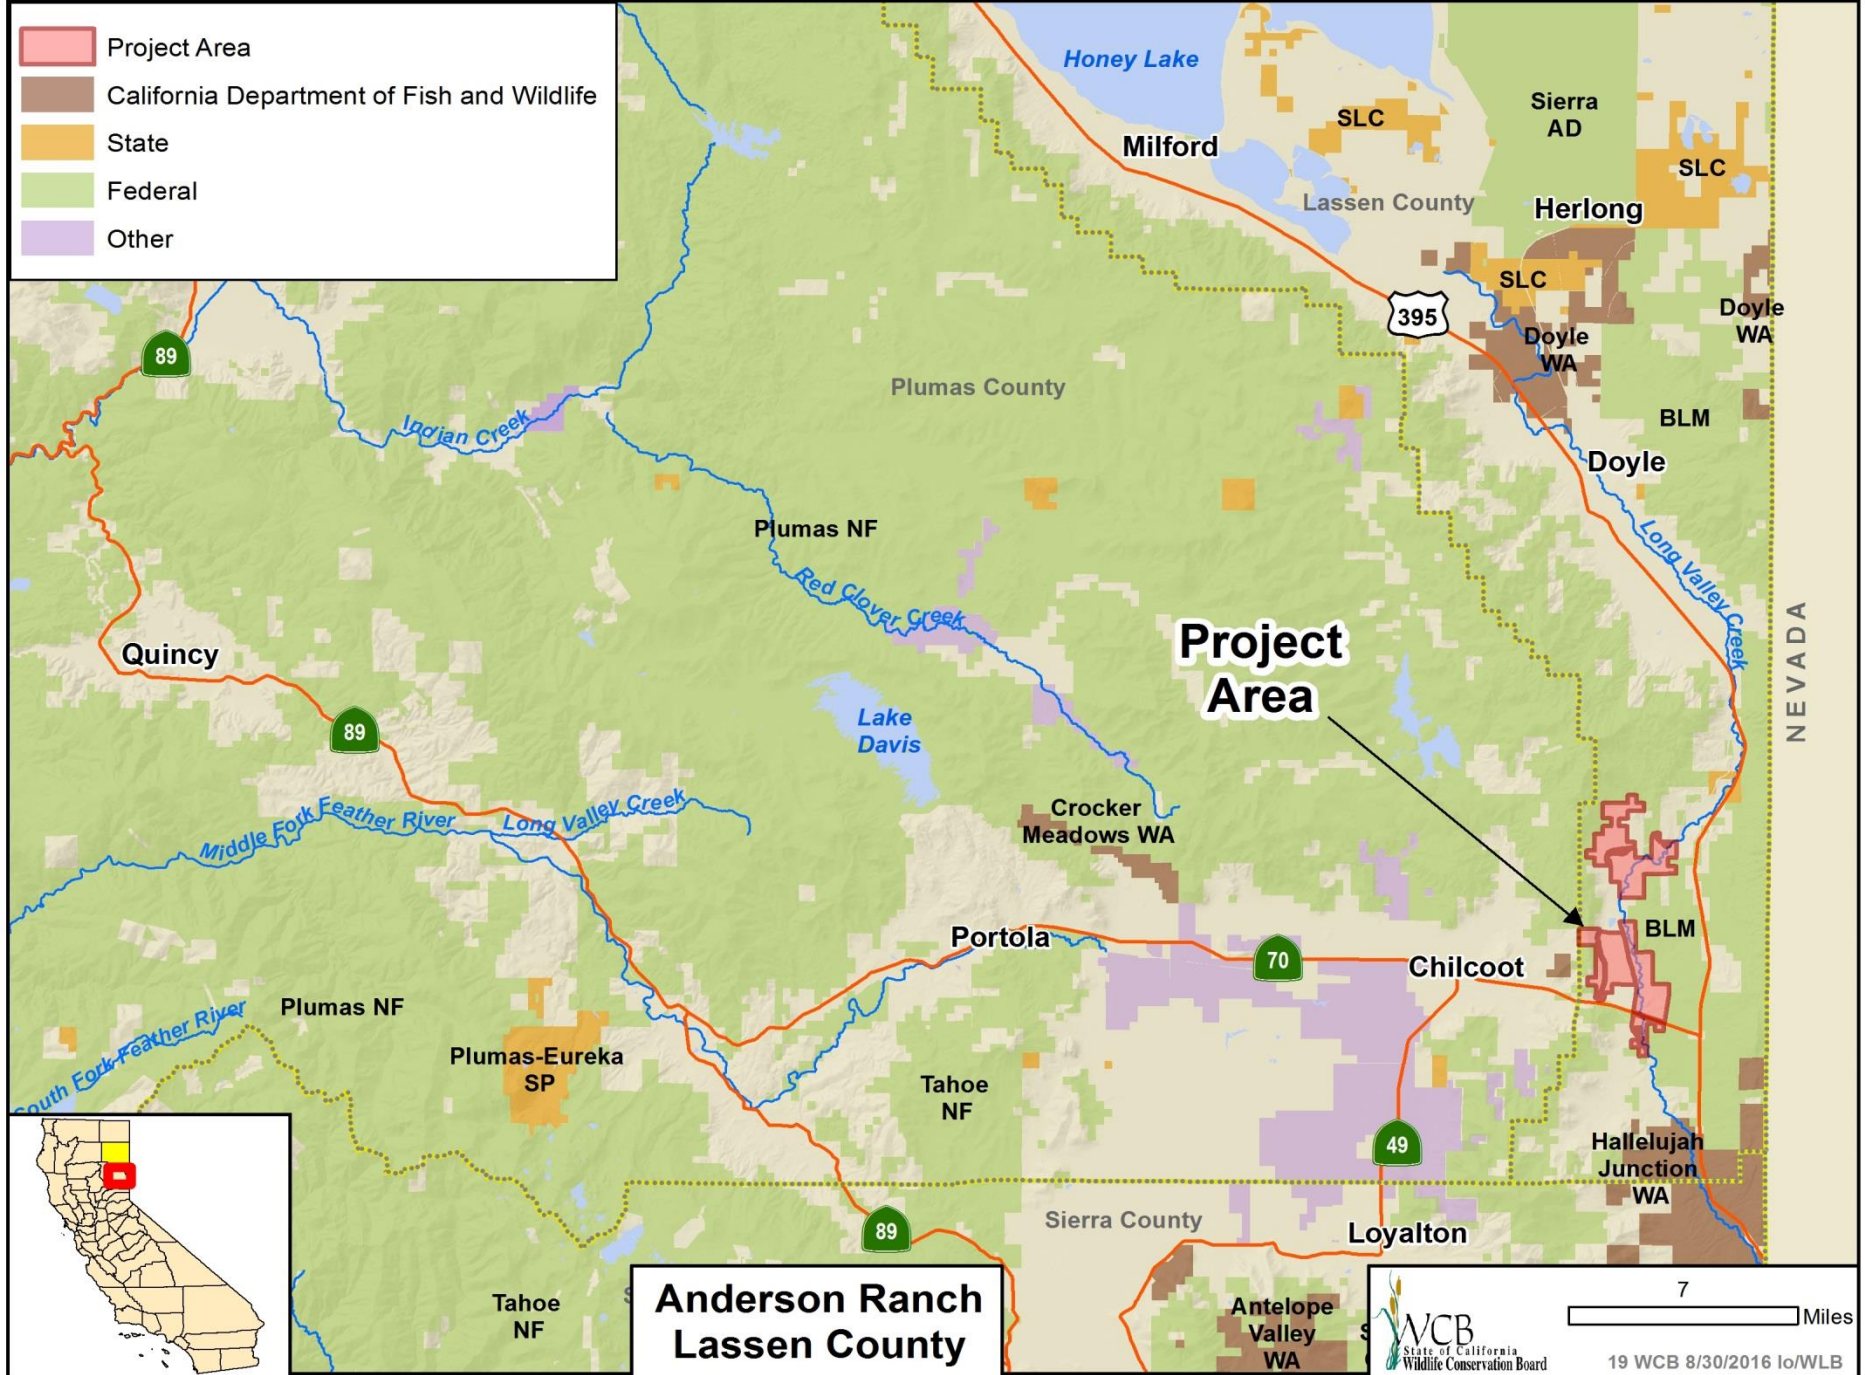 Project Area
California Department of Fish and Wildlife
State
Federal
Other
Honey Lake
Milford
SLC
Sierra
AD
SLC
Lassen County
Herlong
SLC
395
Doyle
WA
Doyle
WA
89
Plumas County
Indian Creek
BLM
Doyle
Plumas NF
Long Valley Creek
Red Clover Creek
NEVADA
Quincy
Project
Area
89
Lake
Davis
Middle Fork Feather River
Long Valley Creek
Crocker
Meadows WA
Portola
70
Chilcoot
BLM
Plumas NF
South Fork Feather River
Plumas-Eureka
SP
Tahoe
NF
49
Hallelujah
Junction
WA
89
Sierra County
Loyalton
Tahoe
NF
Anderson Ranch
Lassen County
Antelope
Valley
WA
WCB
State of California
Wildlife Conservation Board
7
Miles
19 WCB 8/30/2016 lo/WLB